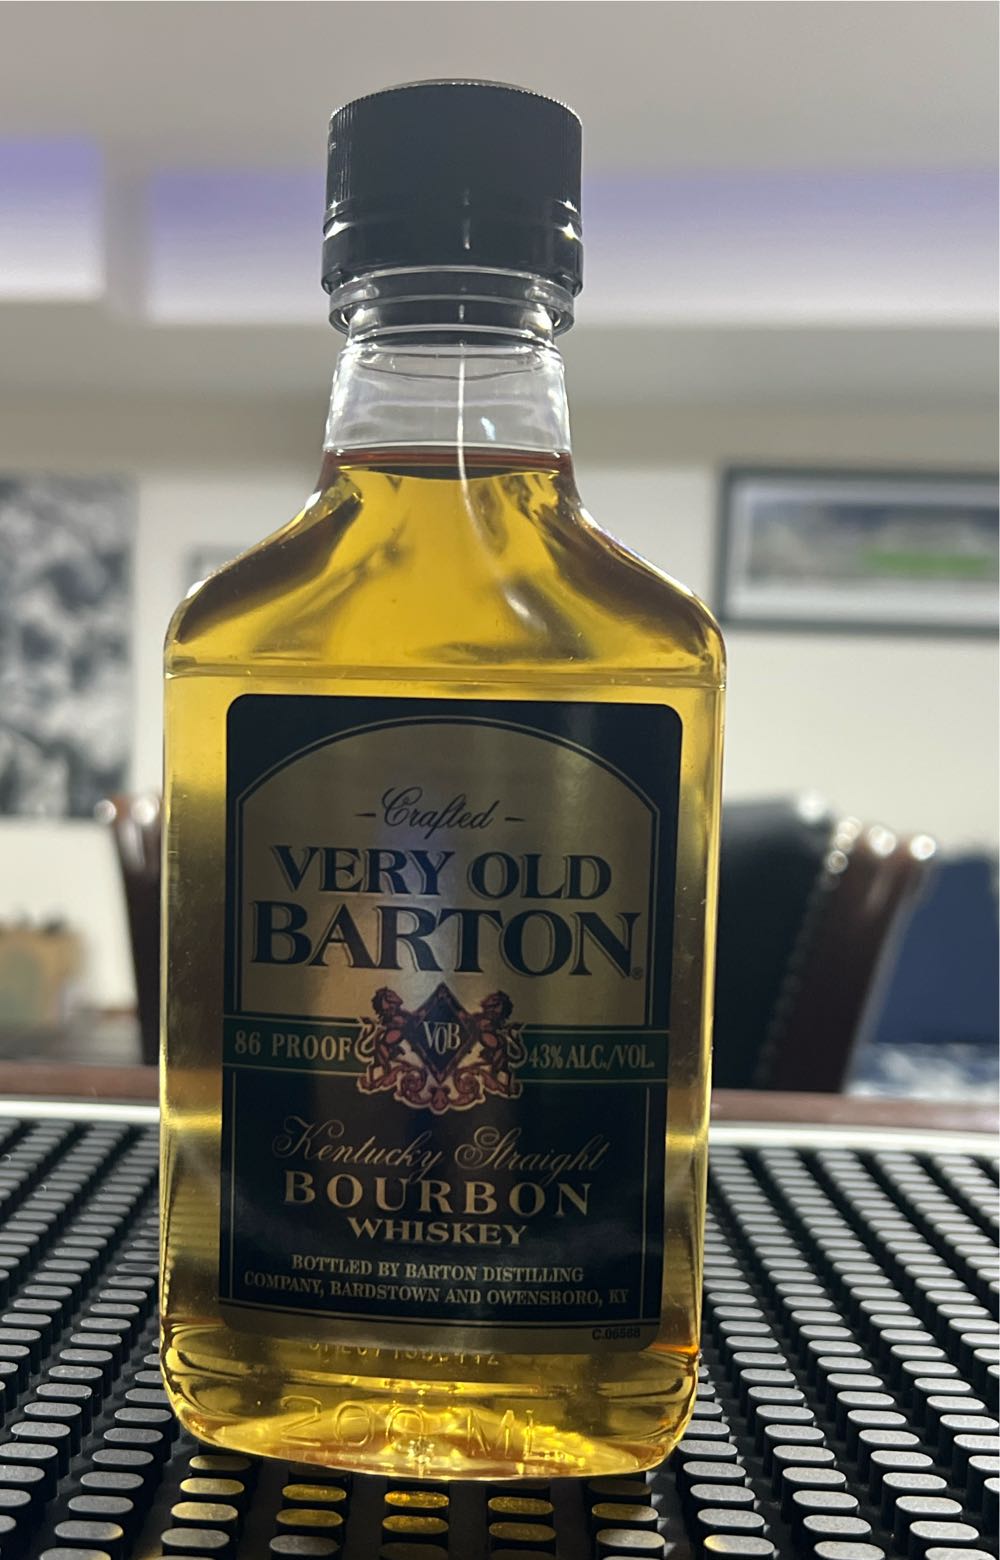 -Crafted-
VERY OLD
BARTON®
VOB
86 PROOF
43% ALC./VOL.
Kentucky Straight
BOURBON
WHISKEY
BOTTLED BY BARTON DISTILLING
COMPANY, BARDSTOWN AND OWENSBORO, KY
C.06568
200 ML